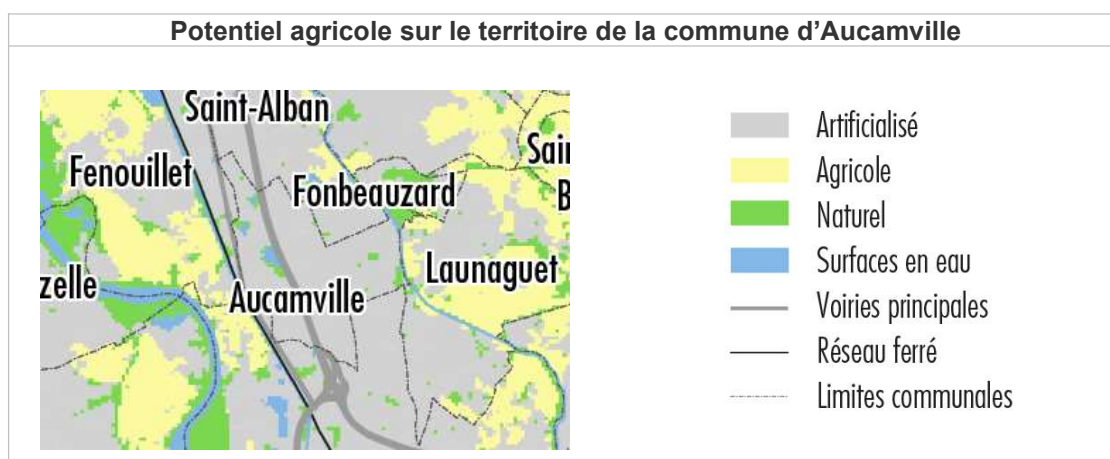 Potentiel agricole sur le territoire de la commune d’Aucamville
Saint-Alban
Fenouillet
Fonbeauzard
Sain
B
zelle
Aucamville
Launaguet
Artificialisé
Agricole
Naturel
Surfaces en eau
Voiries principales
Réseau ferré
Limites communales